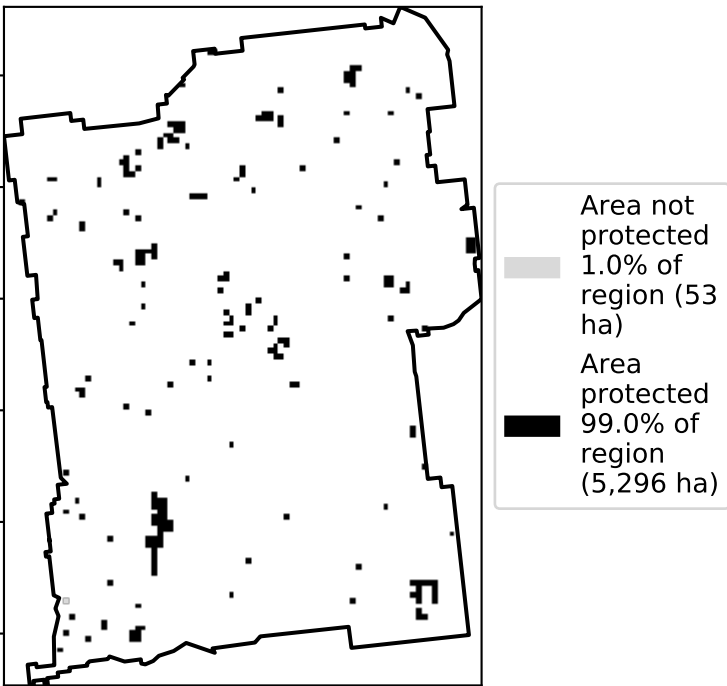 Area not
protected
1.0% of
region (53
ha)
Area
protected
99.0% of
region
(5,296 ha)